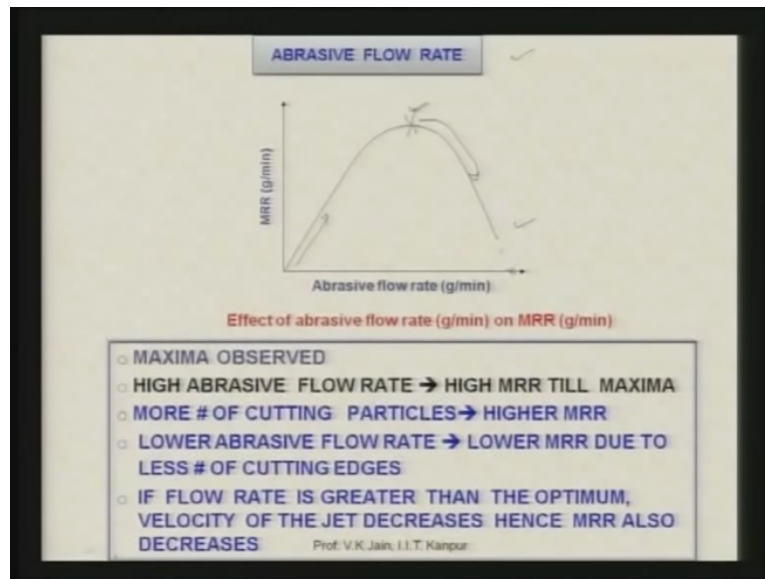 ABRASIVE FLOW RATE
MRR (g/min)
Abrasive flow rate (g/min)
Effect of abrasive flow rate (g/min) on MRR (g/min)
○ MAXIMA OBSERVED
○ HIGH ABRASIVE FLOW RATE → HIGH MRR TILL MAXIMA
○ MORE # OF CUTTING PARTICLES → HIGHER MRR
○ LOWER ABRASIVE FLOW RATE → LOWER MRR DUE TO
LESS # OF CUTTING EDGES
○ IF FLOW RATE IS GREATER THAN THE OPTIMUM,
VELOCITY OF THE JET DECREASES HENCE MRR ALSO
DECREASES Prof. V.K.Jain, I.I.T. Kanpur